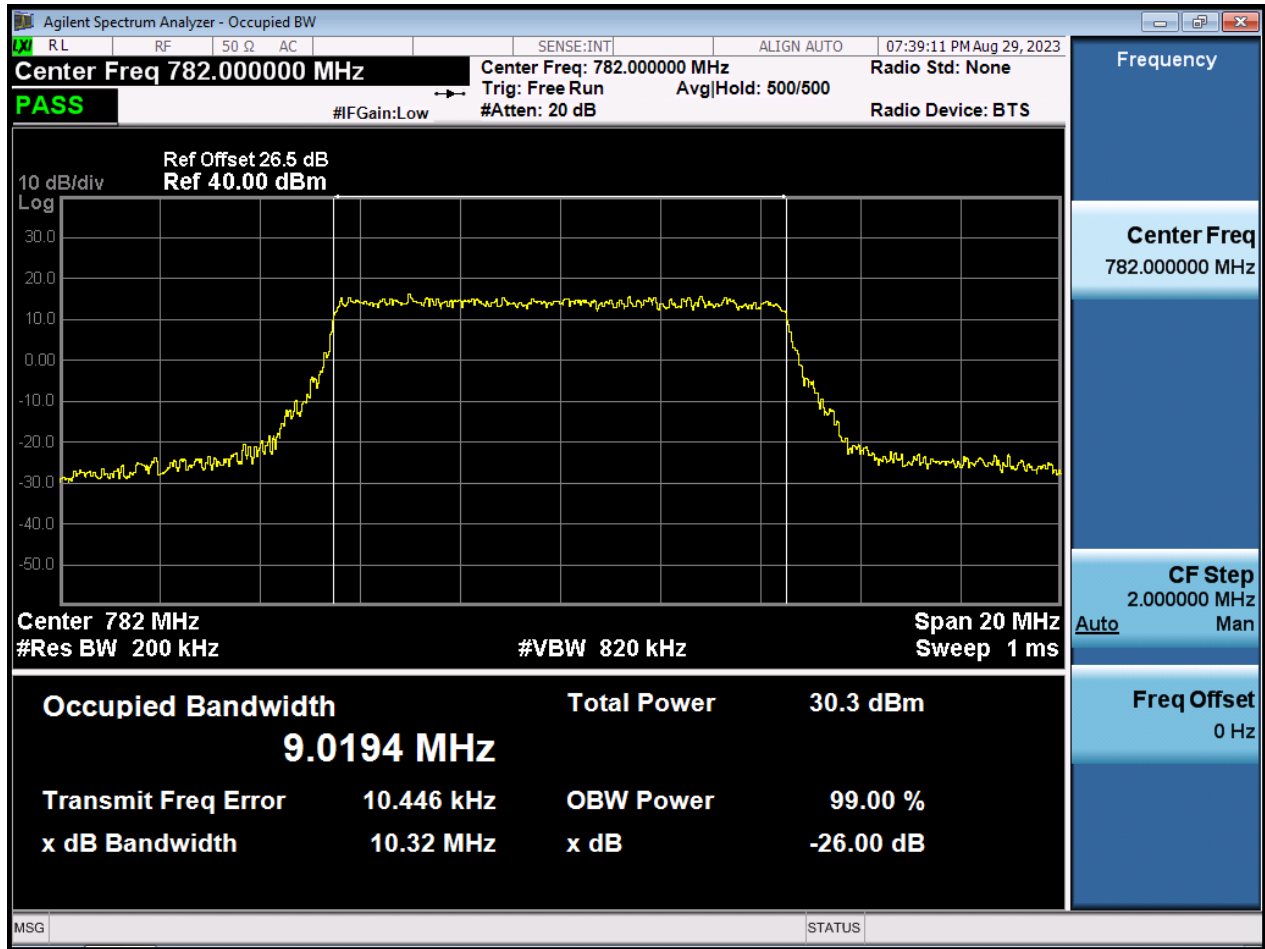 Agilent Spectrum Analyzer - Occupied BW
LXI RL RF 50 Ω AC SENSE:INT ALIGN AUTO 07:39:11 PM Aug 29, 2023
Center Freq 782.000000 MHz
PASS
#IFGain:Low
Center Freq: 782.000000 MHz
Trig: Free Run Avg|Hold: 500/500
#Atten: 20 dB
Radio Std: None
Radio Device: BTS
Ref Offset 26.5 dB
10 dB/div Ref 40.00 dBm
Log
30.0
20.0
10.0
0.00
-10.0
-20.0
-30.0
-40.0
-50.0
Center 782 MHz Span 20 MHz
#Res BW 200 kHz #VBW 820 kHz Sweep 1 ms
Occupied Bandwidth Total Power 30.3 dBm
9.0194 MHz
Transmit Freq Error 10.446 kHz OBW Power 99.00 %
x dB Bandwidth 10.32 MHz x dB -26.00 dB
MSG STATUS
Frequency
Center Freq
782.000000 MHz
CF Step
2.000000 MHz
Auto Man
Freq Offset
0 Hz